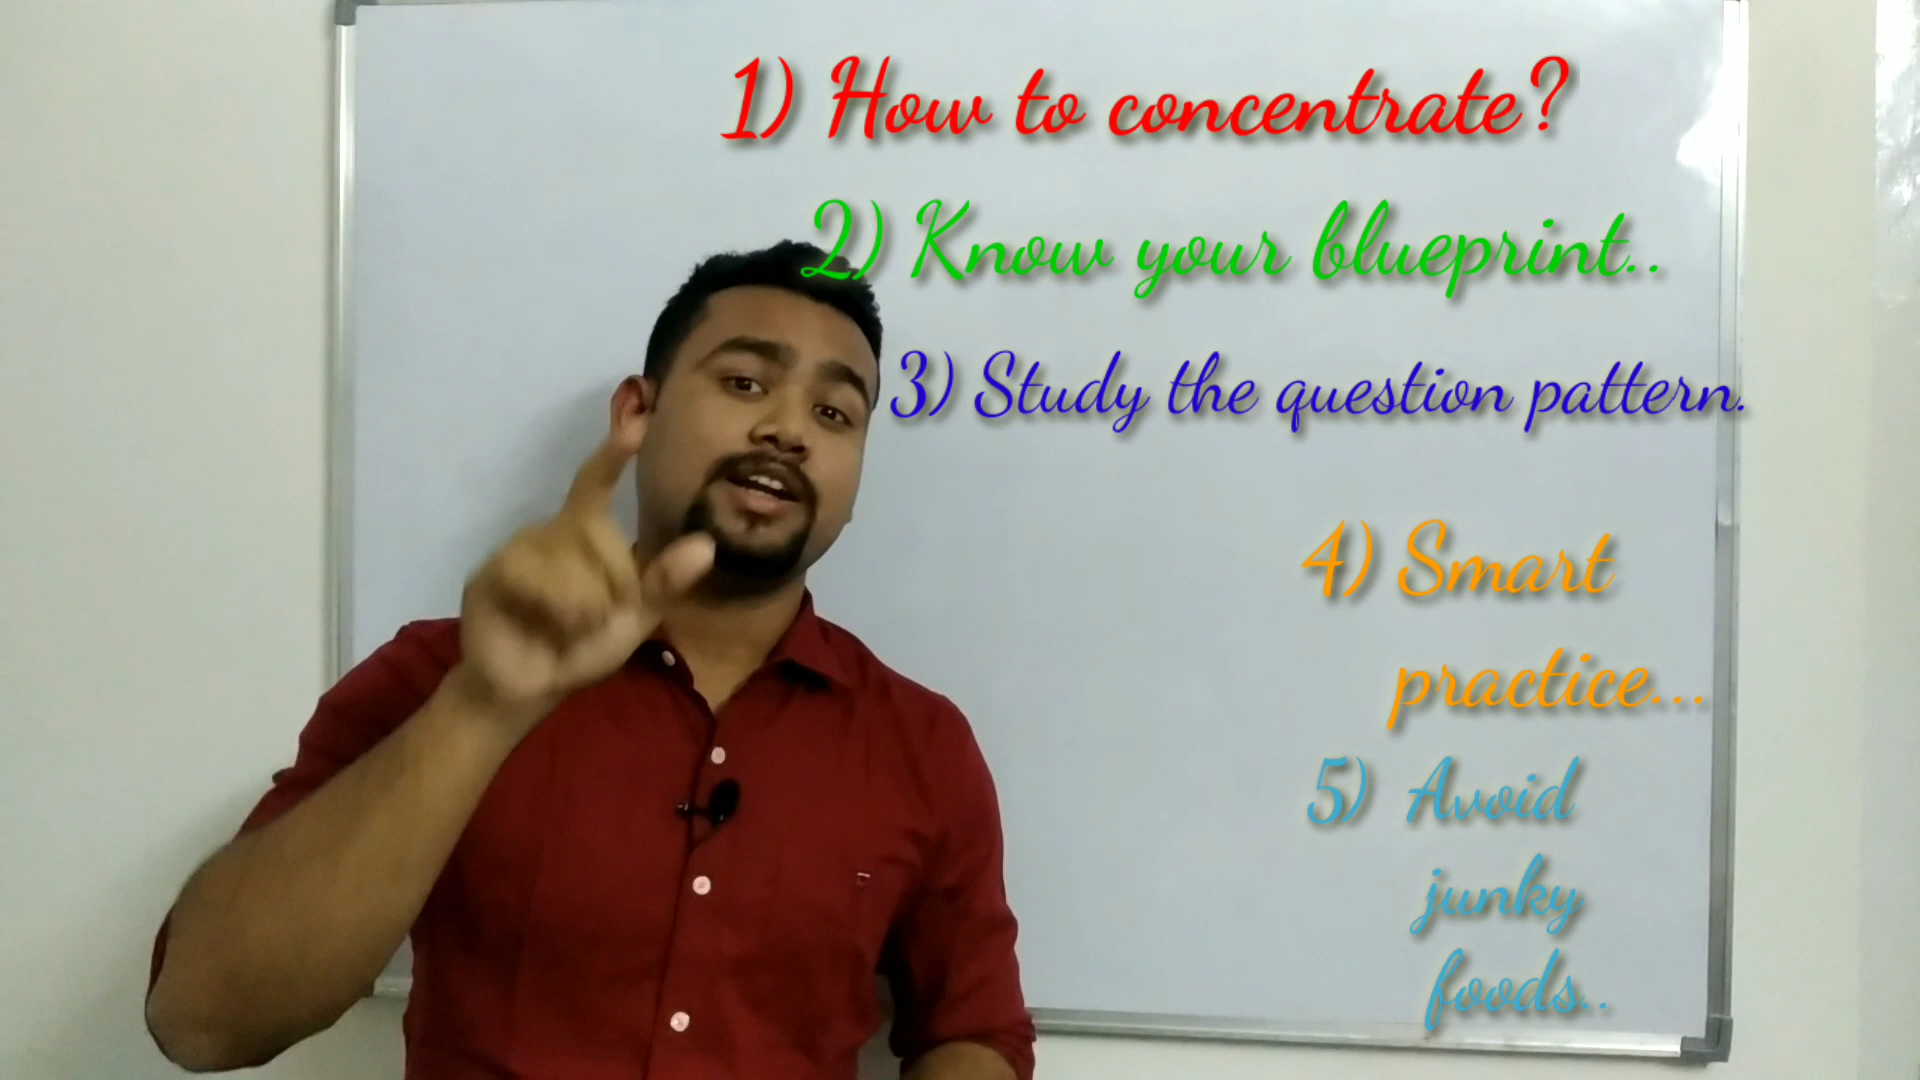 1) How to concentrate?
2) Know your blueprint..
3) Study the question pattern.
4) Smart
practice...
5) Avoid
junky
foods..